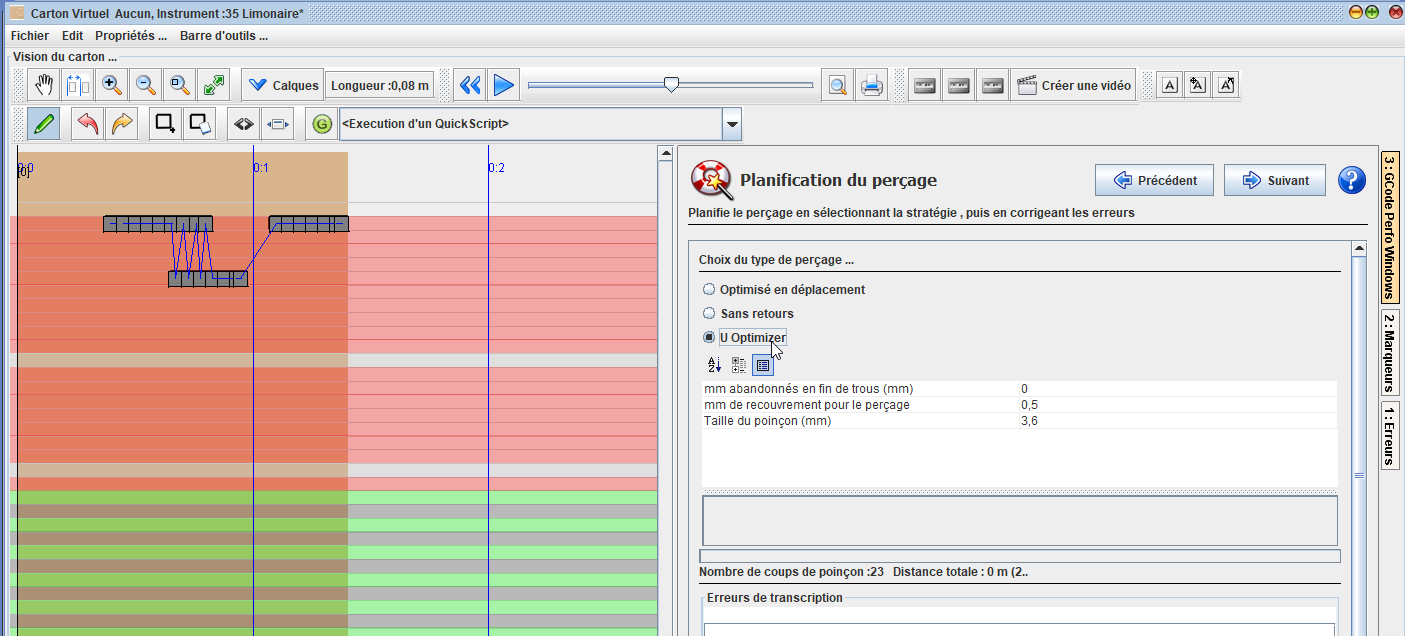 Carton Virtuel Aucun, Instrument :35 Limonaire*
Fichier Edit Propriétés ... Barre d'outils ...
Vision du carton ...
Calques Longueur :0,08 m Créer une vidéo A A A
G <Execution d'un QuickScript>
0:1 0:2
[0]
Planification du perçage
Précédent Suivant ?
Planifie le perçage en sélectionnant la stratégie , puis en corrigeant les erreurs
Choix du type de perçage ...
Optimisé en déplacement
Sans retours
U Optimizer
mm abandonnés en fin de trous (mm) 0
mm de recouvrement pour le perçage 0,5
Taille du poinçon (mm) 3,6
Nombre de coups de poinçon :23 Distance totale : 0 m (2..
Erreurs de transcription
3 : GCode Perfo Windows
2 : Marqueurs
1 : Erreurs